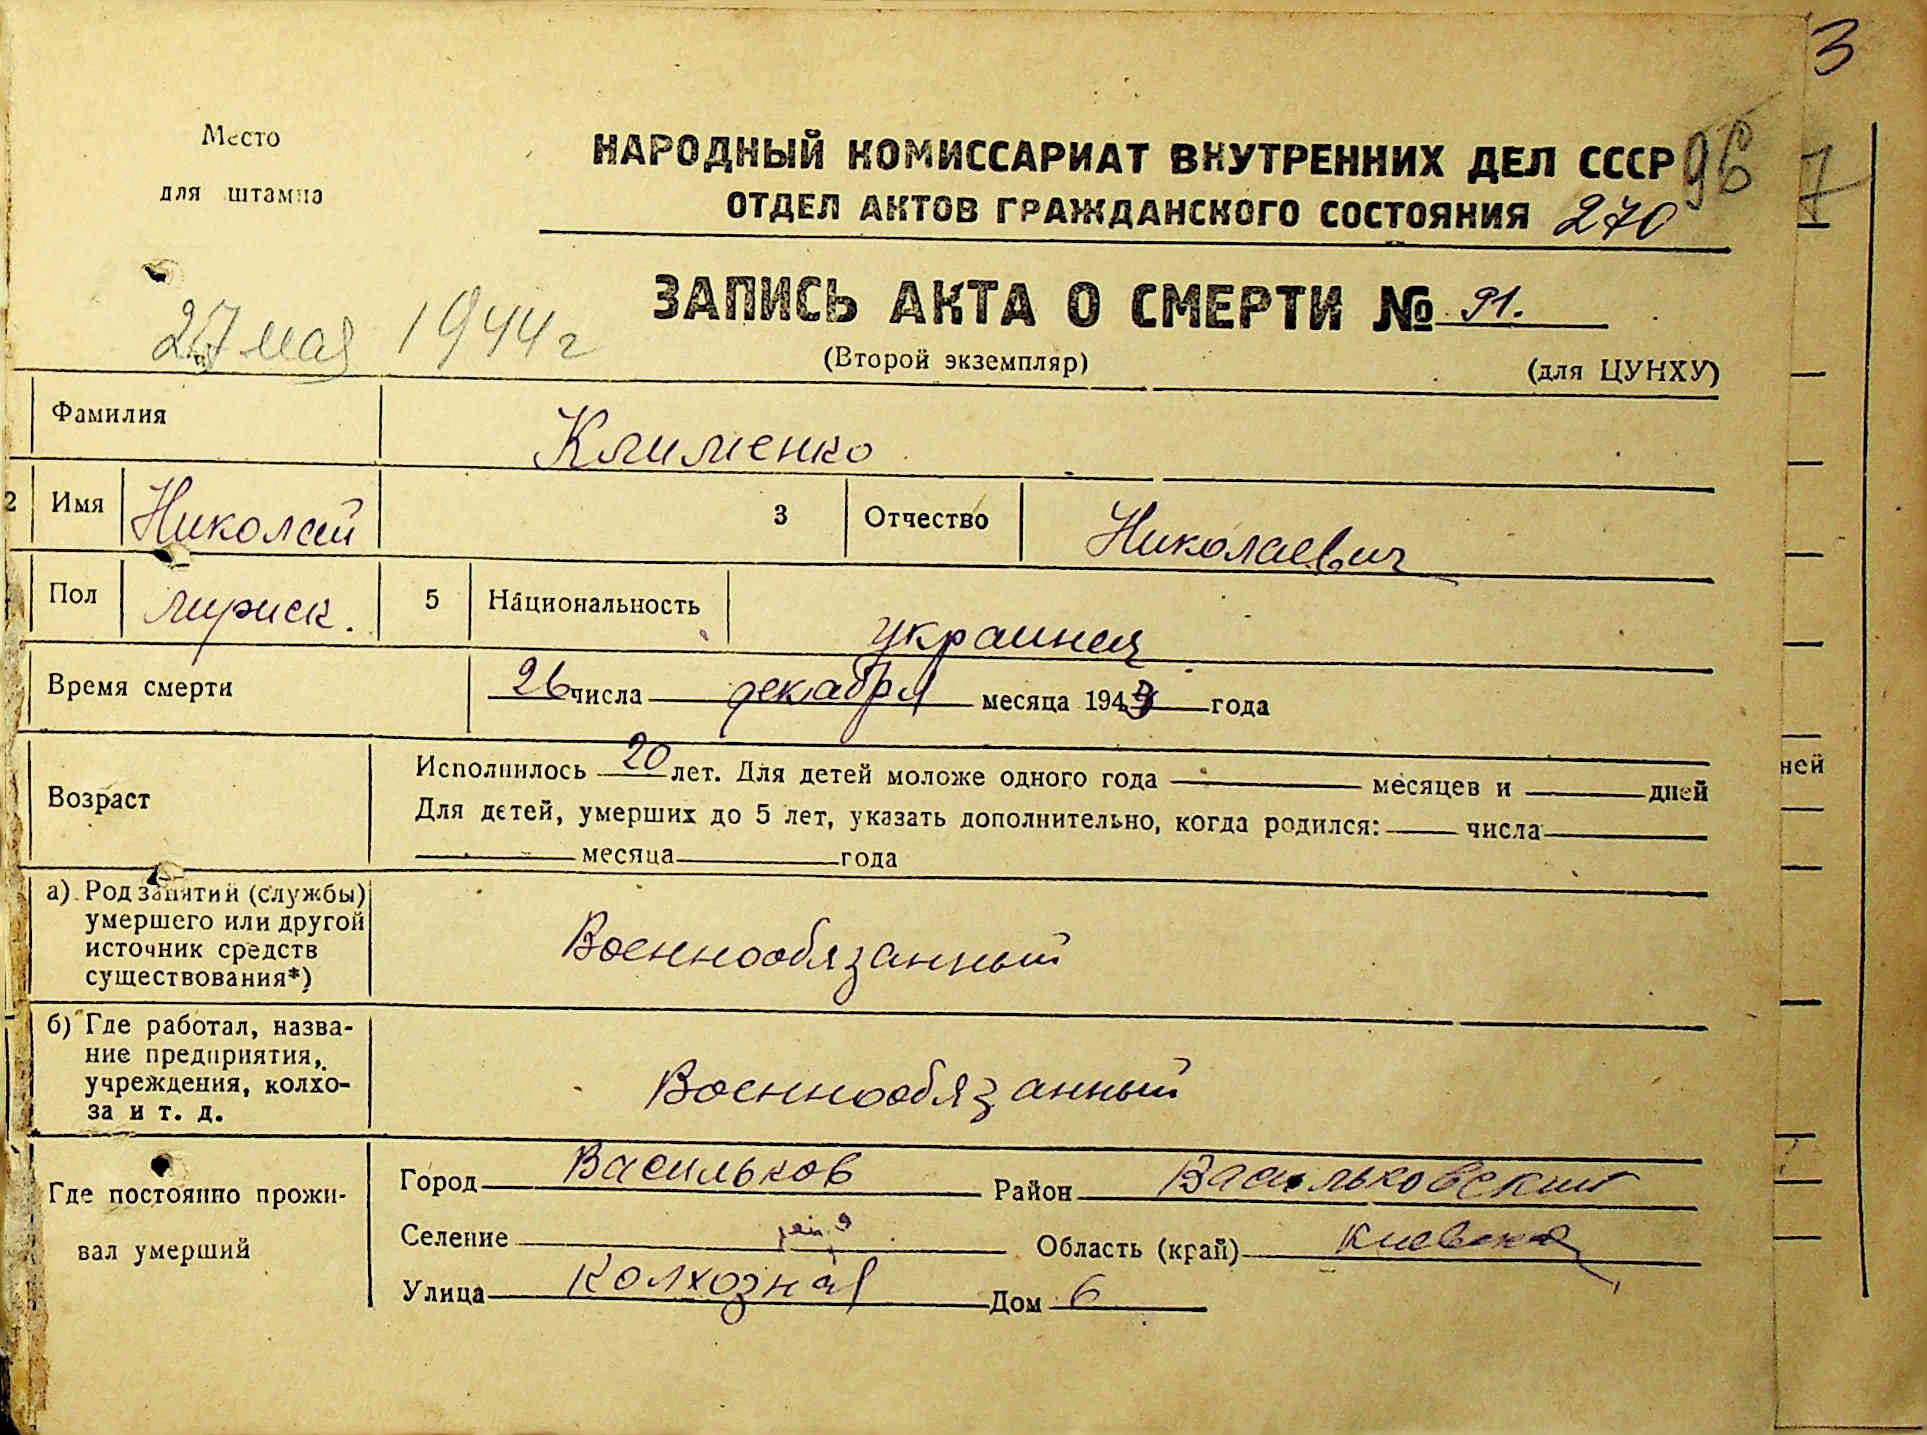 3
Место
для штампа
НАРОДНЫЙ КОМИССАРИАТ ВНУТРЕННИХ ДЕЛ СССР 96
7
ОТДЕЛ АКТОВ ГРАЖДАНСКОГО СОСТОЯНИЯ 270
ЗАПИСЬ АКТА О СМЕРТИ № 91.
27 мая 1944 г
(Второй экземпляр) (для ЦУНХУ)
Фамилия Клименко
2 Имя Николай 3 Отчество Николаевич
Пол мужск. 5 Национальность украинец
Время смерти 26 числа декабря месяца 1943 года
Возраст
Исполнилось 20 лет. Для детей моложе одного года месяцев и дней
ней
Для детей, умерших до 5 лет, указать дополнительно, когда родился: числа
месяца года
а) Род занятий (службы)
умершего или другой
источник средств
существования*)
Военнообязанный
б) Где работал, назва-
ние предприятия,
учреждения, колхо-
за и т. д.
Военнообязанный
Где постоянно прожи-
вал умерший
Город Васильков Район Васильковский
Селение Область (край) Киевская
Улица Колхозная Дом 6